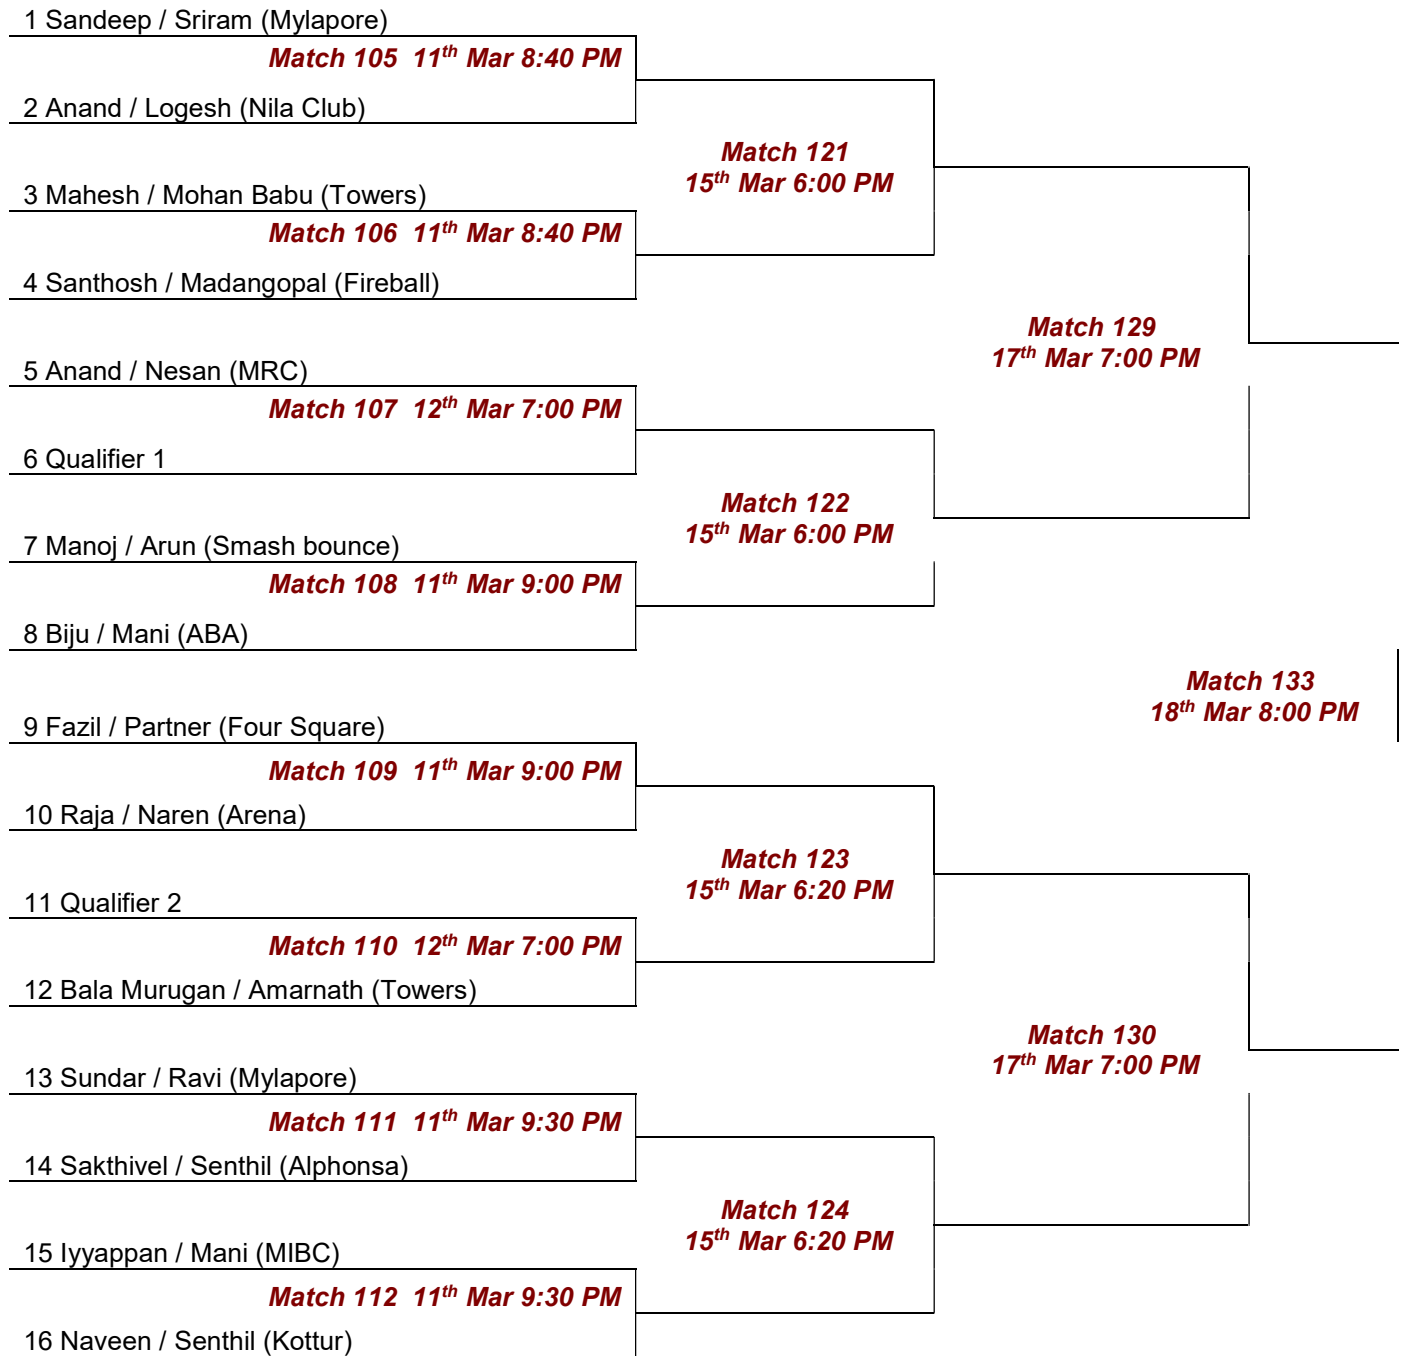 1 Sandeep / Sriram (Mylapore)
Match 105 11th Mar 8:40 PM
2 Anand / Logesh (Nila Club)
Match 121
15th Mar 6:00 PM
3 Mahesh / Mohan Babu (Towers)
Match 106 11th Mar 8:40 PM
4 Santhosh / Madangopal (Fireball)
Match 129
17th Mar 7:00 PM
5 Anand / Nesan (MRC)
Match 107 12th Mar 7:00 PM
6 Qualifier 1
Match 122
15th Mar 6:00 PM
7 Manoj / Arun (Smash bounce)
Match 108 11th Mar 9:00 PM
8 Biju / Mani (ABA)
Match 133
18th Mar 8:00 PM
9 Fazil / Partner (Four Square)
Match 109 11th Mar 9:00 PM
10 Raja / Naren (Arena)
Match 123
15th Mar 6:20 PM
11 Qualifier 2
Match 110 12th Mar 7:00 PM
12 Bala Murugan / Amarnath (Towers)
Match 130
17th Mar 7:00 PM
13 Sundar / Ravi (Mylapore)
Match 111 11th Mar 9:30 PM
14 Sakthivel / Senthil (Alphonsa)
Match 124
15th Mar 6:20 PM
15 Iyyappan / Mani (MIBC)
Match 112 11th Mar 9:30 PM
16 Naveen / Senthil (Kottur)